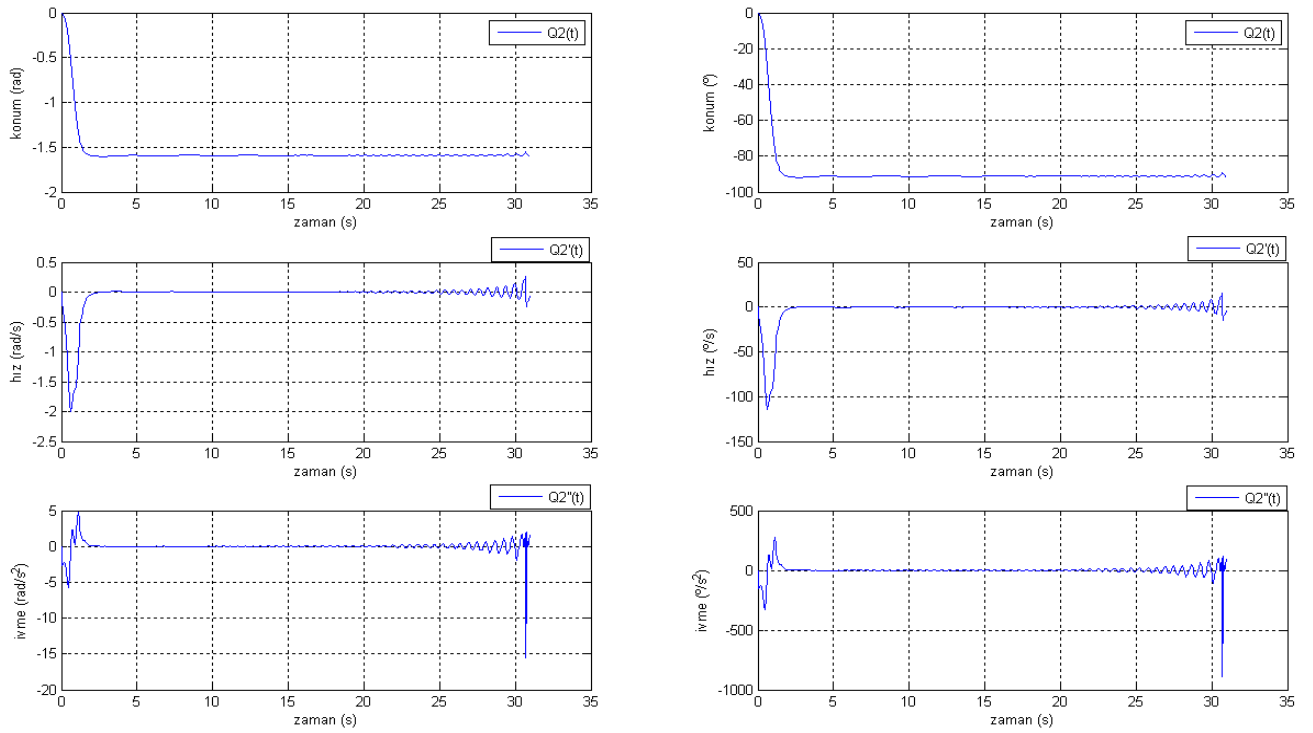 Q2(t)
konum (rad)
0
-0.5
-1
-1.5
-2
0 5 10 15 20 25 30 35
zaman (s)
Q2(t)
konum (º)
0
-20
-40
-60
-80
-100
0 5 10 15 20 25 30 35
zaman (s)
Q2'(t)
hız (rad/s)
0.5
0
-0.5
-1
-1.5
-2
-2.5
0 5 10 15 20 25 30 35
zaman (s)
Q2'(t)
hız (º/s)
50
0
-50
-100
-150
0 5 10 15 20 25 30 35
zaman (s)
Q2''(t)
ivme (rad/s²)
5
0
-5
-10
-15
-20
0 5 10 15 20 25 30 35
zaman (s)
Q2''(t)
ivme (º/s²)
500
0
-500
-1000
0 5 10 15 20 25 30 35
zaman (s)